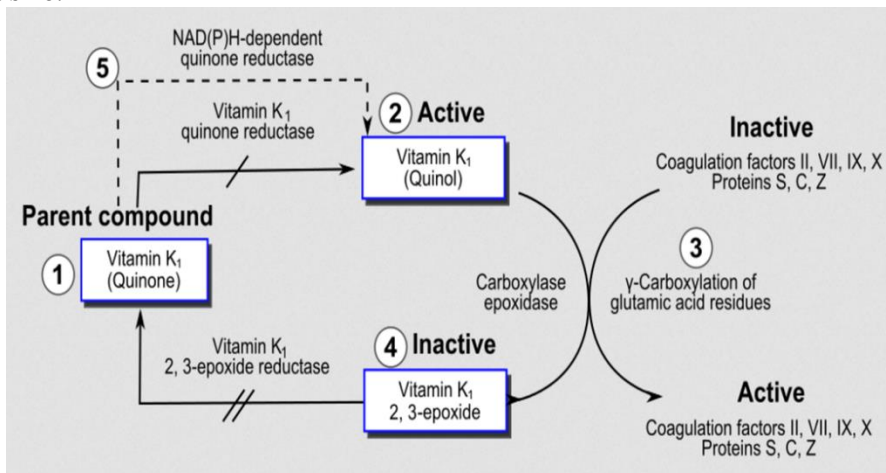 NAD(P)H-dependent
quinone reductase
5
Vitamin K₁
quinone reductase
2 Active
Vitamin K₁
(Quinol)
Inactive
Coagulation factors II, VII, IX, X
Proteins S, C, Z
Parent compound
1
Vitamin K₁
(Quinone)
Carboxylase
epoxidase
3
γ-Carboxylation of
glutamic acid residues
Vitamin K₁
2, 3-epoxide reductase
4 Inactive
Vitamin K₁
2, 3-epoxide
Active
Coagulation factors II, VII, IX, X
Proteins S, C, Z